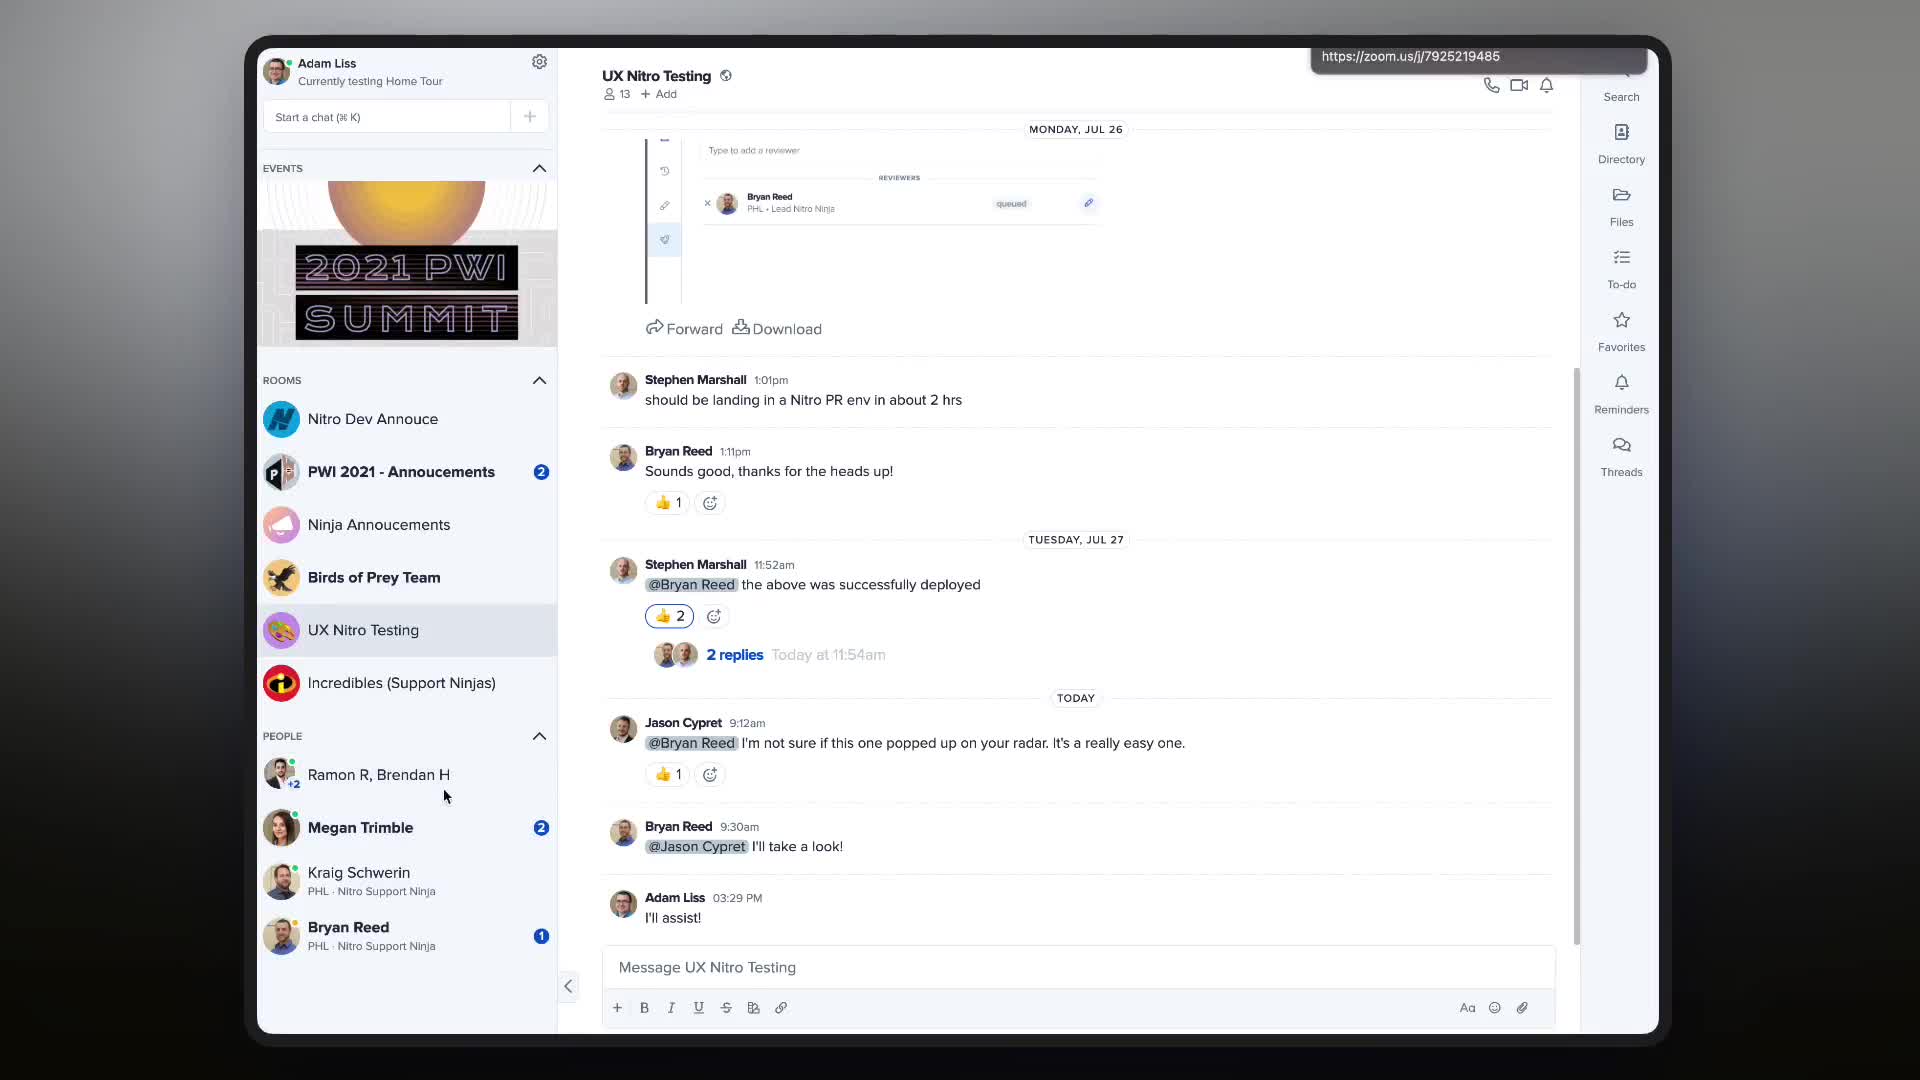 Adam Liss
Currently testing Home Tour
Start a chat (⌘ K)
EVENTS
2021 PWI
SUMMIT
ROOMS
Nitro Dev Annouce
PWI 2021 - Annoucements
2
Ninja Annoucements
Birds of Prey Team
UX Nitro Testing
Incredibles (Support Ninjas)
PEOPLE
+2
Ramon R, Brendan H
Megan Trimble
2
Kraig Schwerin
PHL · Nitro Support Ninja
Bryan Reed
PHL · Nitro Support Ninja
1
UX Nitro Testing
13 + Add
https://zoom.us/j/7925219485
MONDAY, JUL 26
Type to add a reviewer
REVIEWERS
Bryan Reed
PHL • Lead Nitro Ninja
queued
Forward Download
Stephen Marshall 1:01pm
should be landing in a Nitro PR env in about 2 hrs
Bryan Reed 1:11pm
Sounds good, thanks for the heads up!
👍 1
TUESDAY, JUL 27
Stephen Marshall 11:52am
@Bryan Reed the above was successfully deployed
👍 2
2 replies Today at 11:54am
TODAY
Jason Cypret 9:12am
@Bryan Reed I'm not sure if this one popped up on your radar. It's a really easy one.
👍 1
Bryan Reed 9:30am
@Jason Cypret I'll take a look!
Adam Liss 03:29 PM
I'll assist!
Message UX Nitro Testing
+ B I U S Aa
Search
Directory
Files
To-do
Favorites
Reminders
Threads